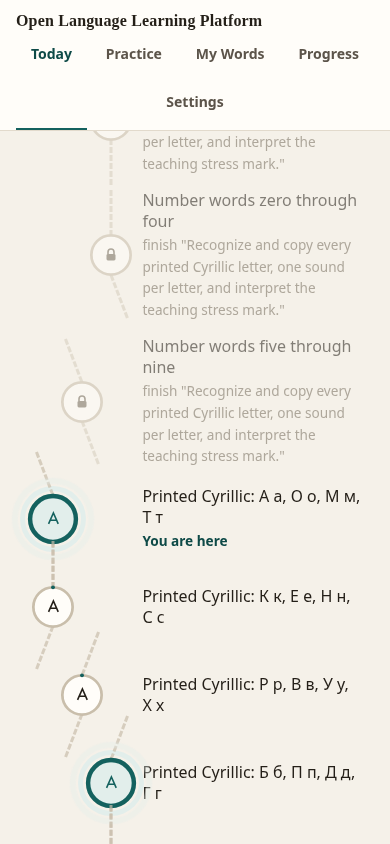 Open Language Learning Platform
Today Practice My Words Progress
Settings
per letter, and interpret the
teaching stress mark."
Number words zero through
four
finish "Recognize and copy every
printed Cyrillic letter, one sound
per letter, and interpret the
teaching stress mark."
Number words five through
nine
finish "Recognize and copy every
printed Cyrillic letter, one sound
per letter, and interpret the
teaching stress mark."
Printed Cyrillic: А а, О о, М м,
Т т
You are here
Printed Cyrillic: К к, Е е, Н н,
С с
Printed Cyrillic: Р р, В в, У у,
Х х
Printed Cyrillic: Б б, П п, Д д,
Г г